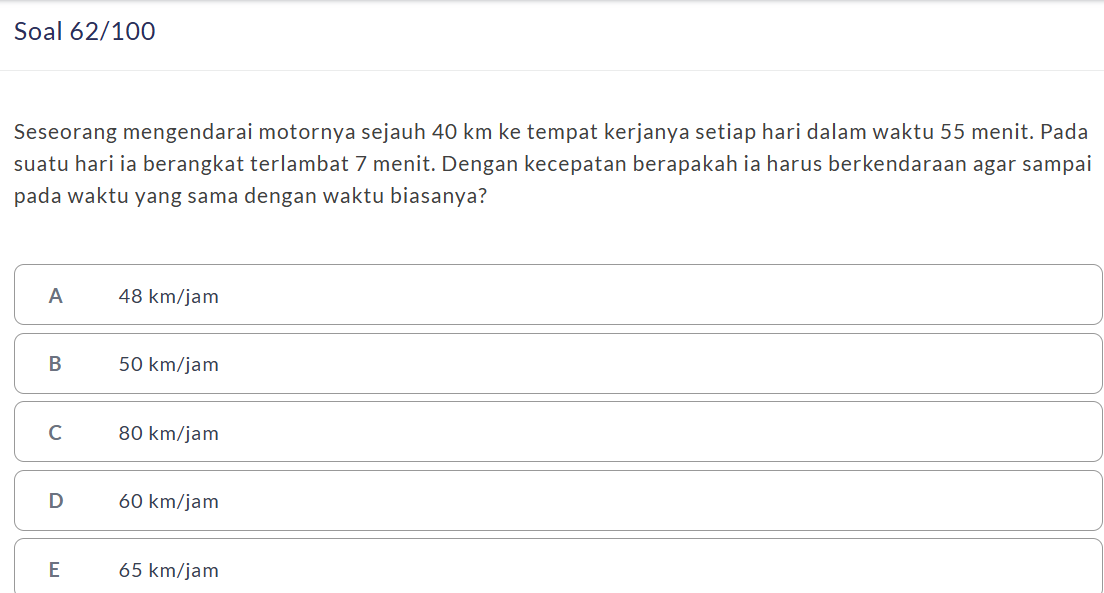 Soal 62/100
Seseorang mengendarai motornya sejauh 40 km ke tempat kerjanya setiap hari dalam waktu 55 menit. Pada
suatu hari ia berangkat terlambat 7 menit. Dengan kecepatan berapakah ia harus berkendaraan agar sampai
pada waktu yang sama dengan waktu biasanya?
A 48 km/jam
B 50 km/jam
C 80 km/jam
D 60 km/jam
E 65 km/jam